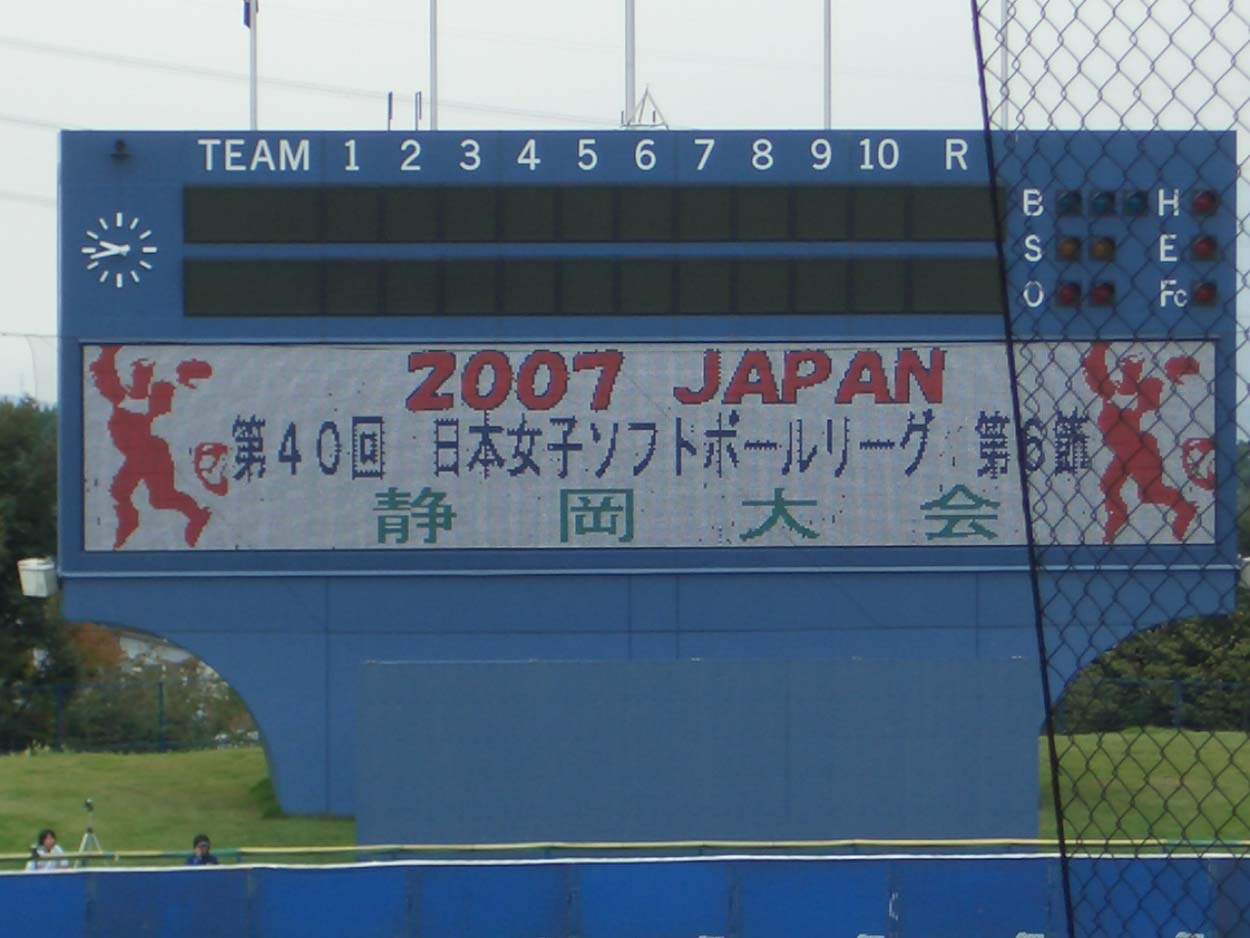 TEAM 1 2 3 4 5 6 7 8 9 10 R
B H
S E
O Fc
2007 JAPAN
第40回 日本女子ソフトボールリーグ 第6節
静岡大会